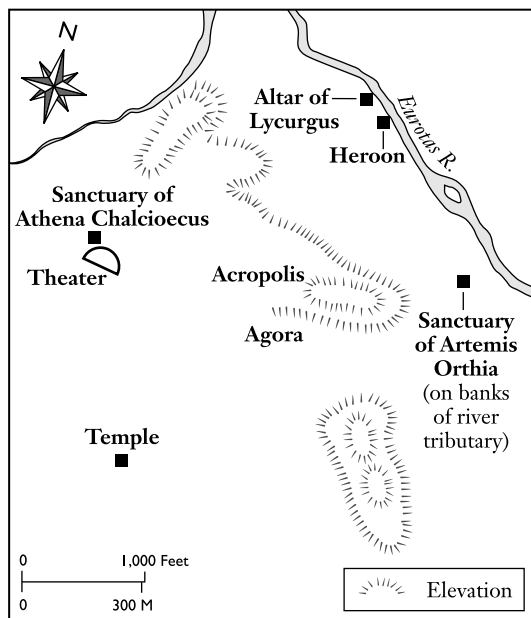 N
Altar of
Lycurgus
Heroon
Eurotas R.
Sanctuary of
Athena Chalcioecus
Theater
Acropolis
Agora
Sanctuary
of Artemis
Orthia
(on banks
of river
tributary)
Temple
0 1,000 Feet
0 300 M
Elevation